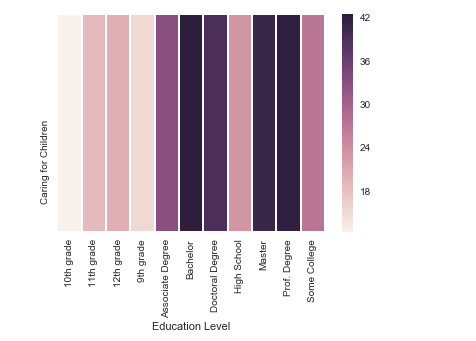 42
36
30
24
18
Caring for Children
10th grade
11th grade
12th grade
9th grade
Associate Degree
Bachelor
Doctoral Degree
High School
Master
Prof. Degree
Some College
Education Level